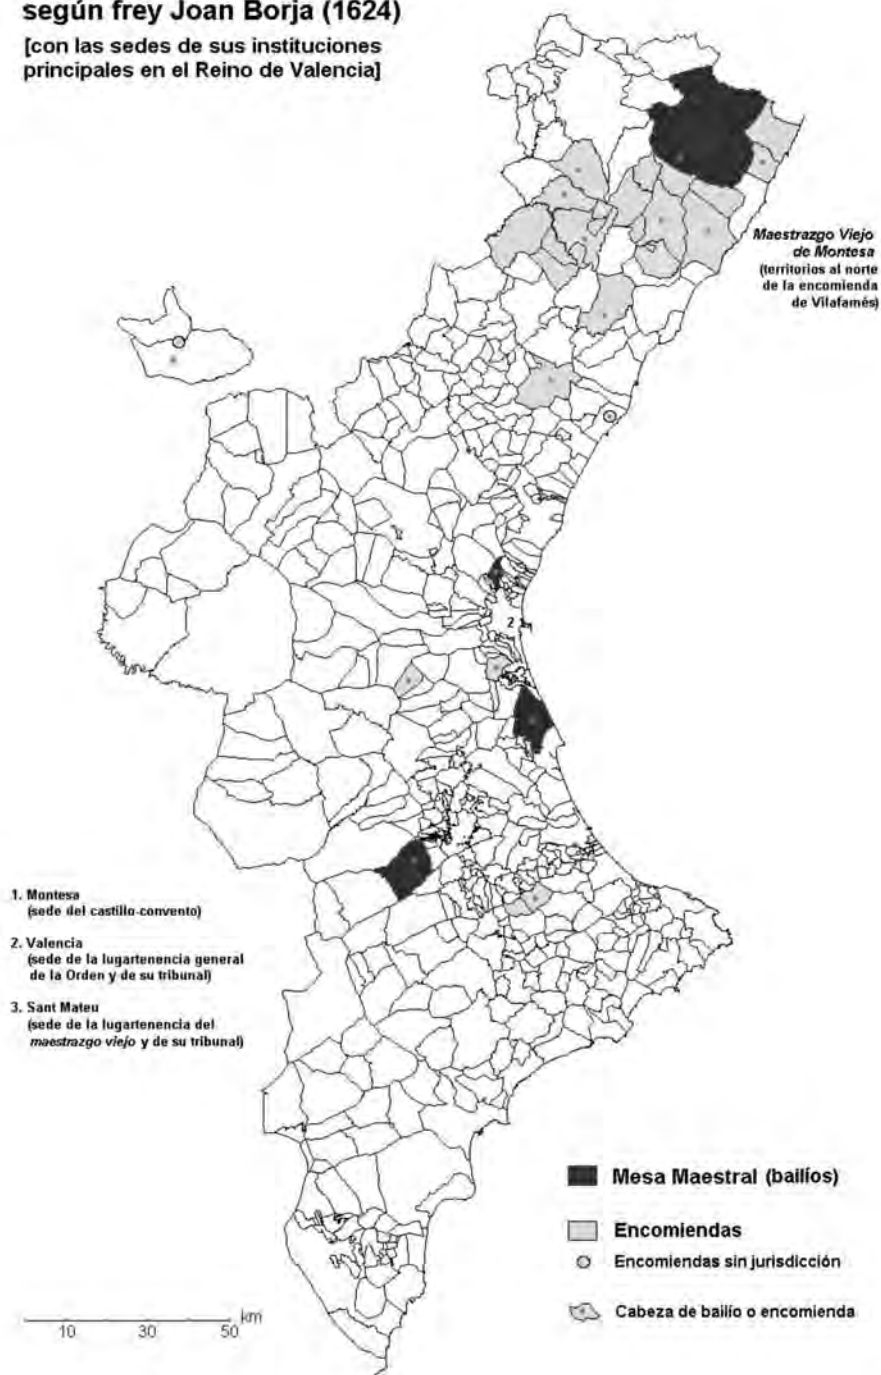 según frey Joan Borja (1624)
[con las sedes de sus instituciones
principales en el Reino de Valencia]
Maestrazgo Viejo
de Montesa
(territorios al norte
de la encomienda
de Vilafamés)
2
1. Montesa
(sede del castillo-convento)
2. Valencia
(sede de la lugartenencia general
de la Orden y de su tribunal)
3. Sant Mateu
(sede de la lugartenencia del
maestrazgo viejo y de su tribunal)
Mesa Maestral (bailíos)
Encomiendas
Encomiendas sin jurisdicción
Cabeza de bailío o encomienda
km
10 30 50